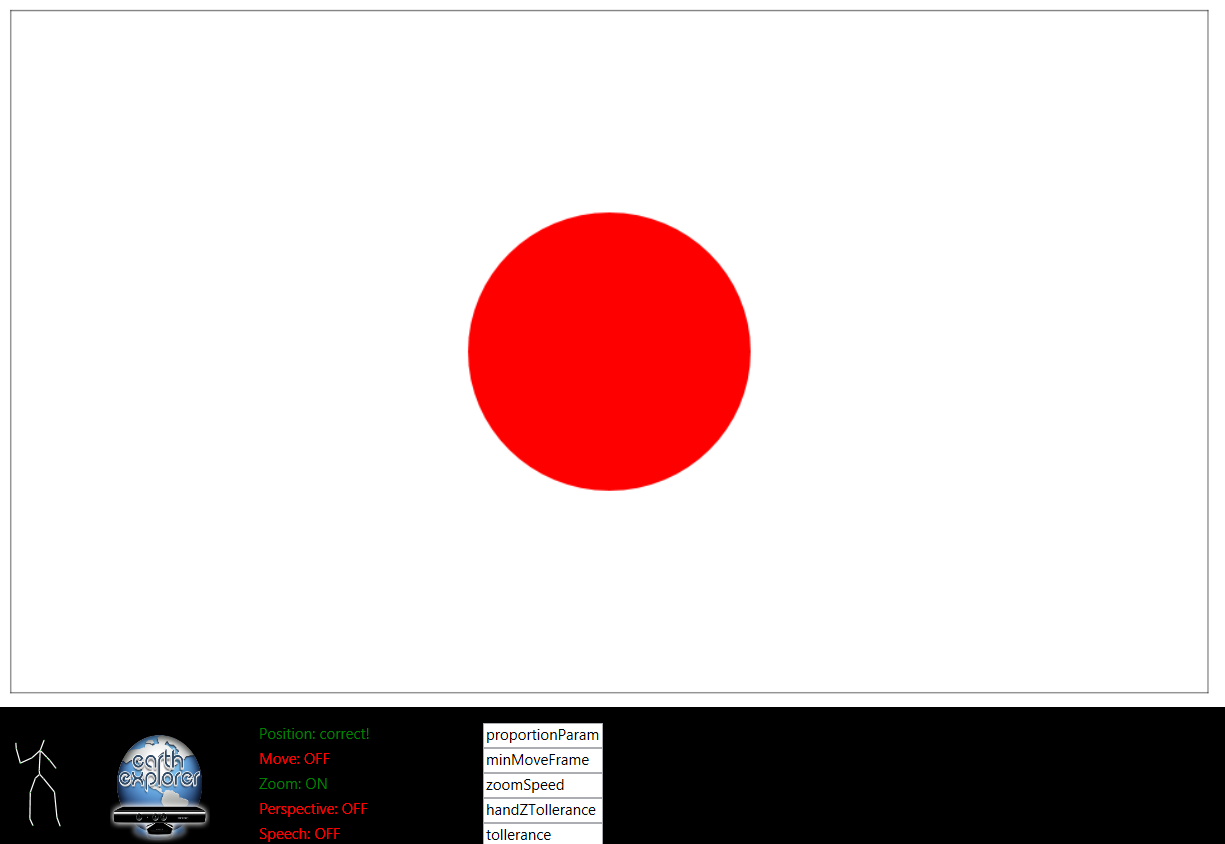 earth
explorer
Position: correct!
Move: OFF
Zoom: ON
Perspective: OFF
Speech: OFF
proportionParam
minMoveFrame
zoomSpeed
handZTollerance
tollerance